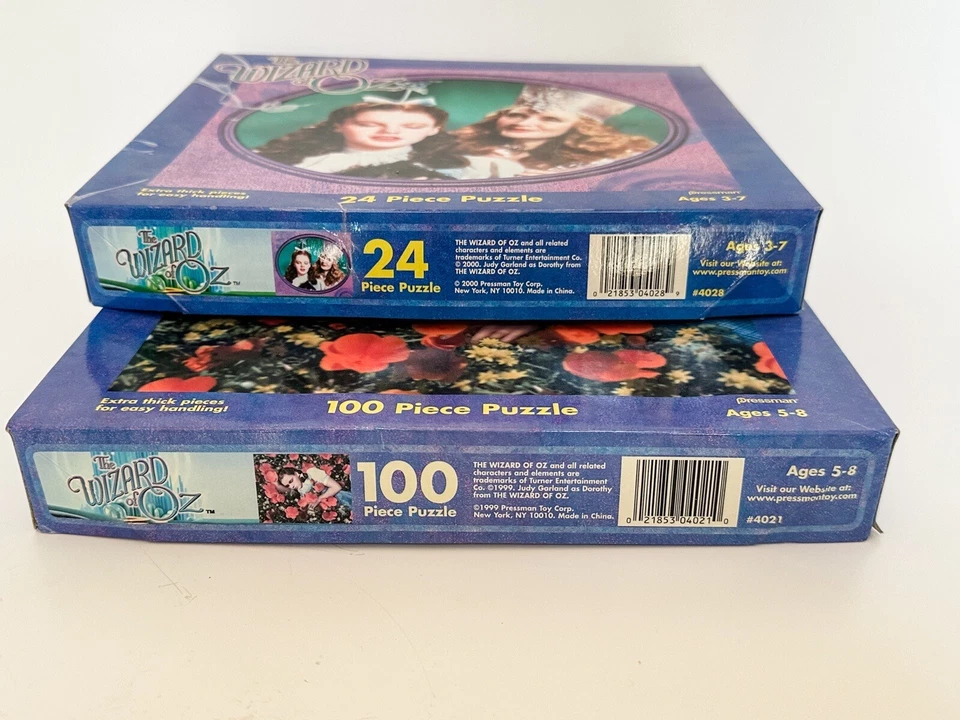 The
WIZARD
of OZ
Extra thick pieces
for easy handling!
24 Piece Puzzle
Pressman
Ages 3-7
The
WIZARD
of OZ™
24
Piece Puzzle
THE WIZARD OF OZ and all related
characters and elements are
trademarks of Turner Entertainment Co.
© 2000. Judy Garland as Dorothy from
THE WIZARD OF OZ.
© 2000 Pressman Toy Corp.
New York, NY 10010. Made in China.
0 21853 04028 9
Ages 3-7
Visit our Website at:
www.pressmantoy.com
#4028
Extra thick pieces
for easy handling!
100 Piece Puzzle
Pressman
Ages 5-8
The
WIZARD
of OZ™
100
Piece Puzzle
THE WIZARD OF OZ and all related
characters and elements are
trademarks of Turner Entertainment
Co. ©1999. Judy Garland as Dorothy
from THE WIZARD OF OZ.
©1999 Pressman Toy Corp.
New York, NY 10010. Made in China.
0 21853 04021 0
Ages 5-8
Visit our Website at:
www.pressmantoy.com
#4021